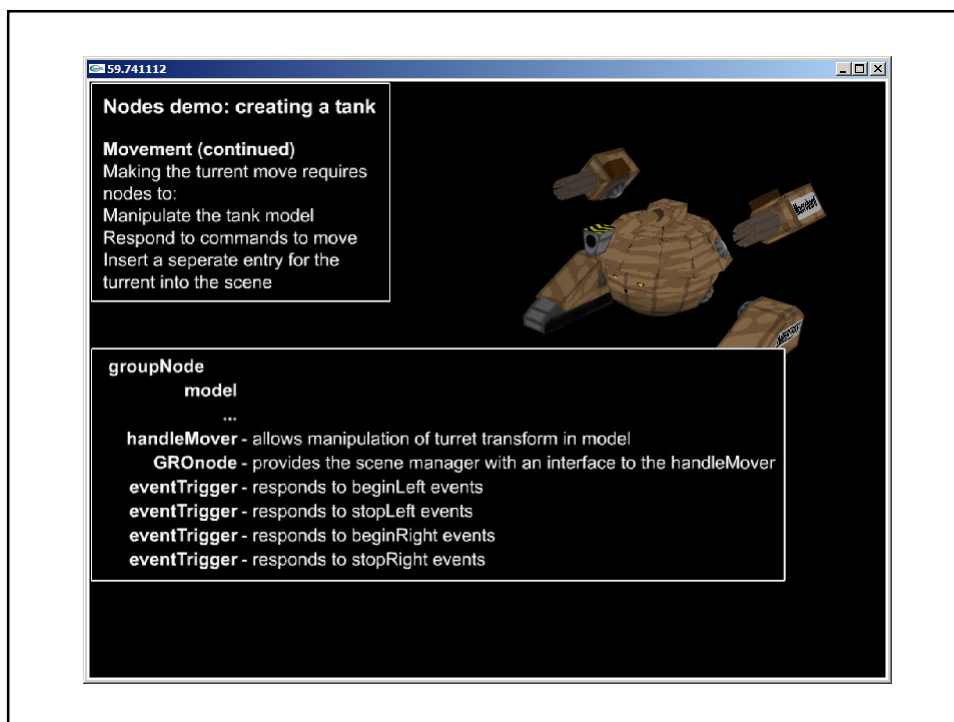 59.741112
Nodes demo: creating a tank
Movement (continued)
Making the turrent move requires
nodes to:
Manipulate the tank model
Respond to commands to move
Insert a seperate entry for the
turrent into the scene
groupNode
model
...
handleMover - allows manipulation of turret transform in model
GROnode - provides the scene manager with an interface to the handleMover
eventTrigger - responds to beginLeft events
eventTrigger - responds to stopLeft events
eventTrigger - responds to beginRight events
eventTrigger - responds to stopRight events